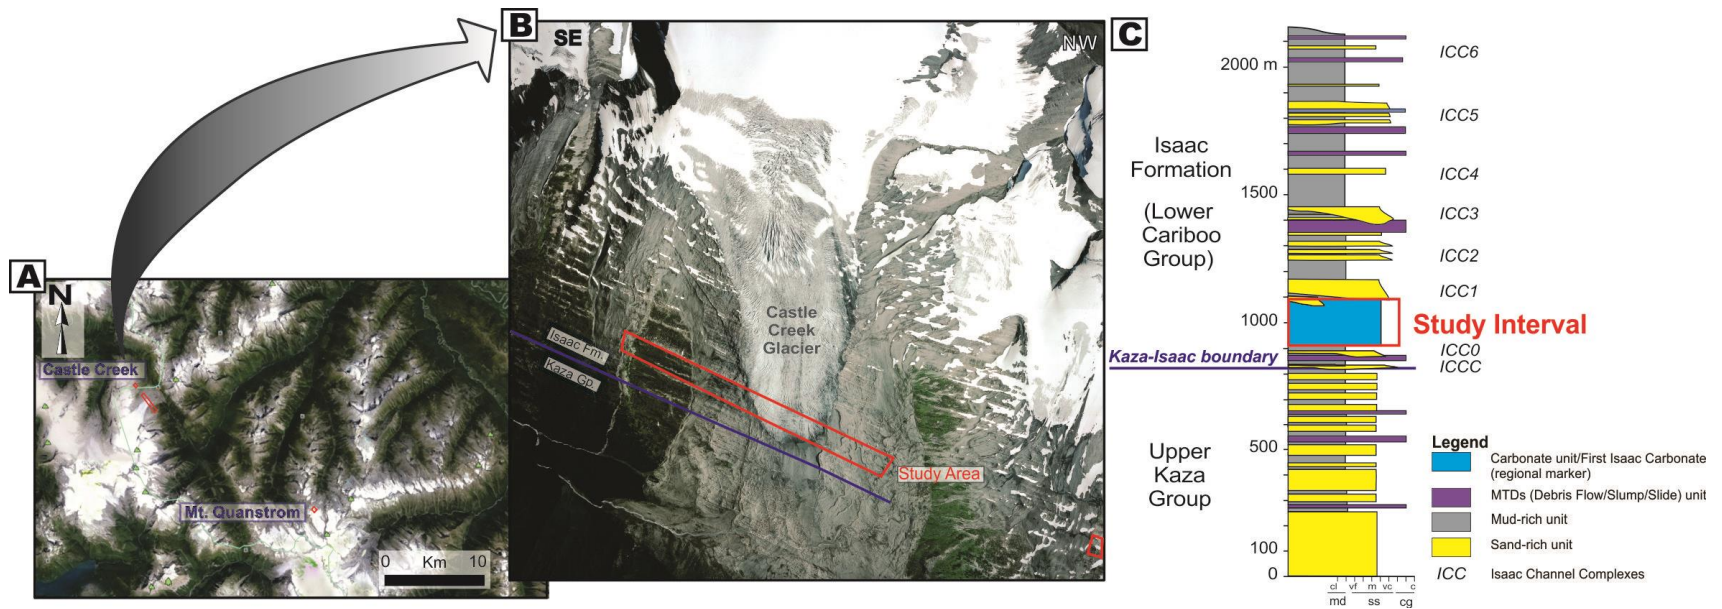 A
N
Castle Creek
Mt. Quanstrom
0 Km 10
B
SE
NW
Castle
Creek
Glacier
Isaac Fm.
Kaza Gp.
Study Area
C
2000 m
1500
1000
500
100
0
Isaac
Formation
(Lower
Cariboo
Group)
Kaza-Isaac boundary
Upper
Kaza
Group
ICC6
ICC5
ICC4
ICC3
ICC2
ICC1
Study Interval
ICC0
ICCC
cl vf m vc c
md ss cg
Legend
Carbonate unit/First Isaac Carbonate
(regional marker)
MTDs (Debris Flow/Slump/Slide) unit
Mud-rich unit
Sand-rich unit
ICC Isaac Channel Complexes